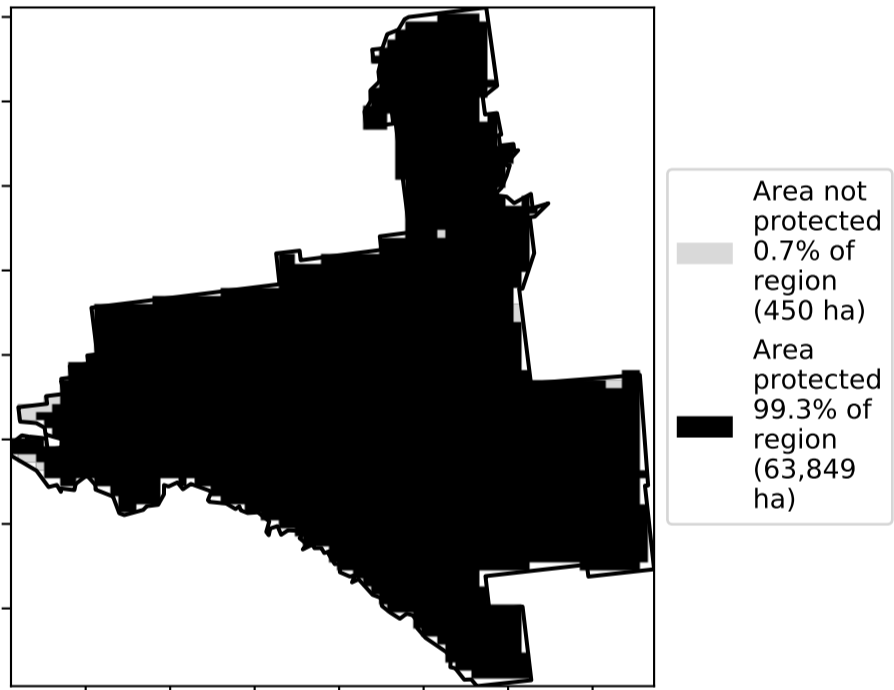 Area not
protected
0.7% of
region
(450 ha)
Area
protected
99.3% of
region
(63,849
ha)